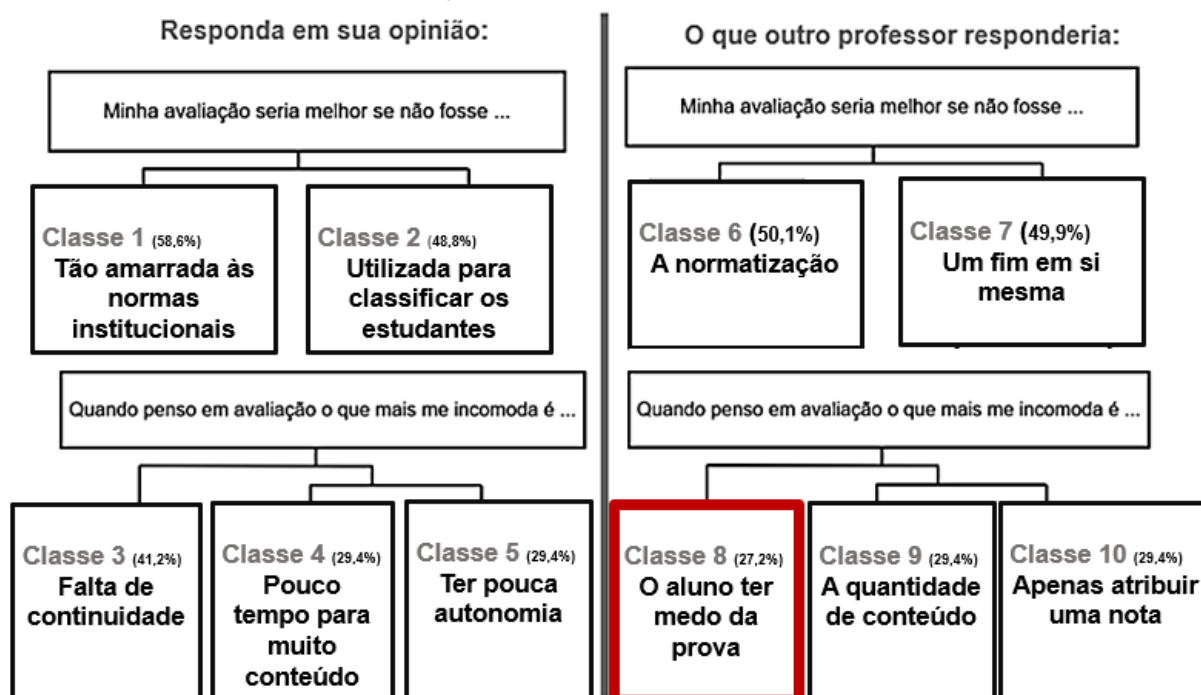 Responda em sua opinião:
Minha avaliação seria melhor se não fosse ...
Classe 1 (58,6%)
Tão amarrada às
normas
institucionais
Classe 2 (48,8%)
Utilizada para
classificar os
estudantes
Quando penso em avaliação o que mais me incomoda é ...
Classe 3 (41,2%)
Falta de
continuidade
Classe 4 (29,4%)
Pouco
tempo para
muito
conteúdo
Classe 5 (29,4%)
Ter pouca
autonomia
O que outro professor responderia:
Minha avaliação seria melhor se não fosse ...
Classe 6 (50,1%)
A normatização
Classe 7 (49,9%)
Um fim em si
mesma
Quando penso em avaliação o que mais me incomoda é ...
Classe 8 (27,2%)
O aluno ter
medo da
prova
Classe 9 (29,4%)
A quantidade
de conteúdo
Classe 10 (29,4%)
Apenas atribuir
uma nota